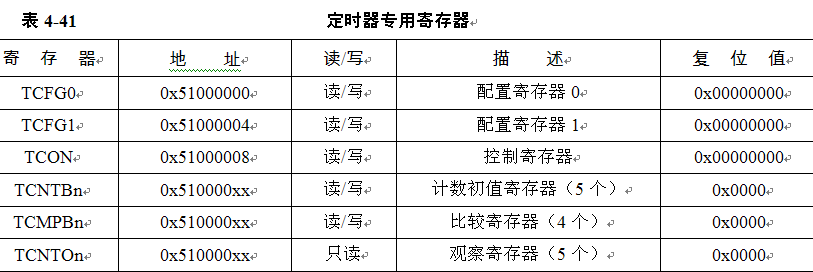 表 4-41 定时器专用寄存器
寄 存 器 地 址 读/写 描 述 复 位 值
TCFG0 0x51000000 读/写 配置寄存器 0 0x00000000
TCFG1 0x51000004 读/写 配置寄存器 1 0x00000000
TCON 0x51000008 读/写 控制寄存器 0x00000000
TCNTBn 0x510000xx 读/写 计数初值寄存器（5 个） 0x0000
TCMPBn 0x510000xx 读/写 比较寄存器（4 个） 0x0000
TCNTOn 0x510000xx 只读 观察寄存器（5 个） 0x0000